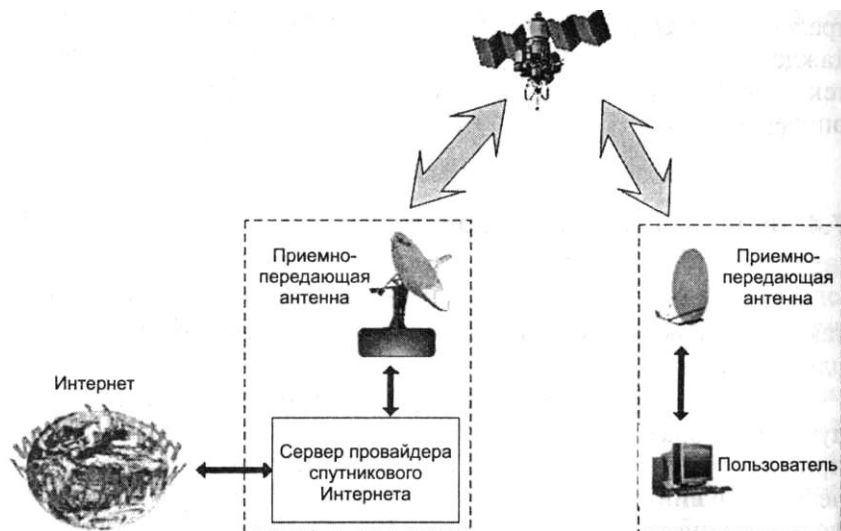 Приемно-
передающая
антенна
Приемно-
передающая
антенна
Интернет
Сервер провайдера
спутникового
Интернета
Пользователь